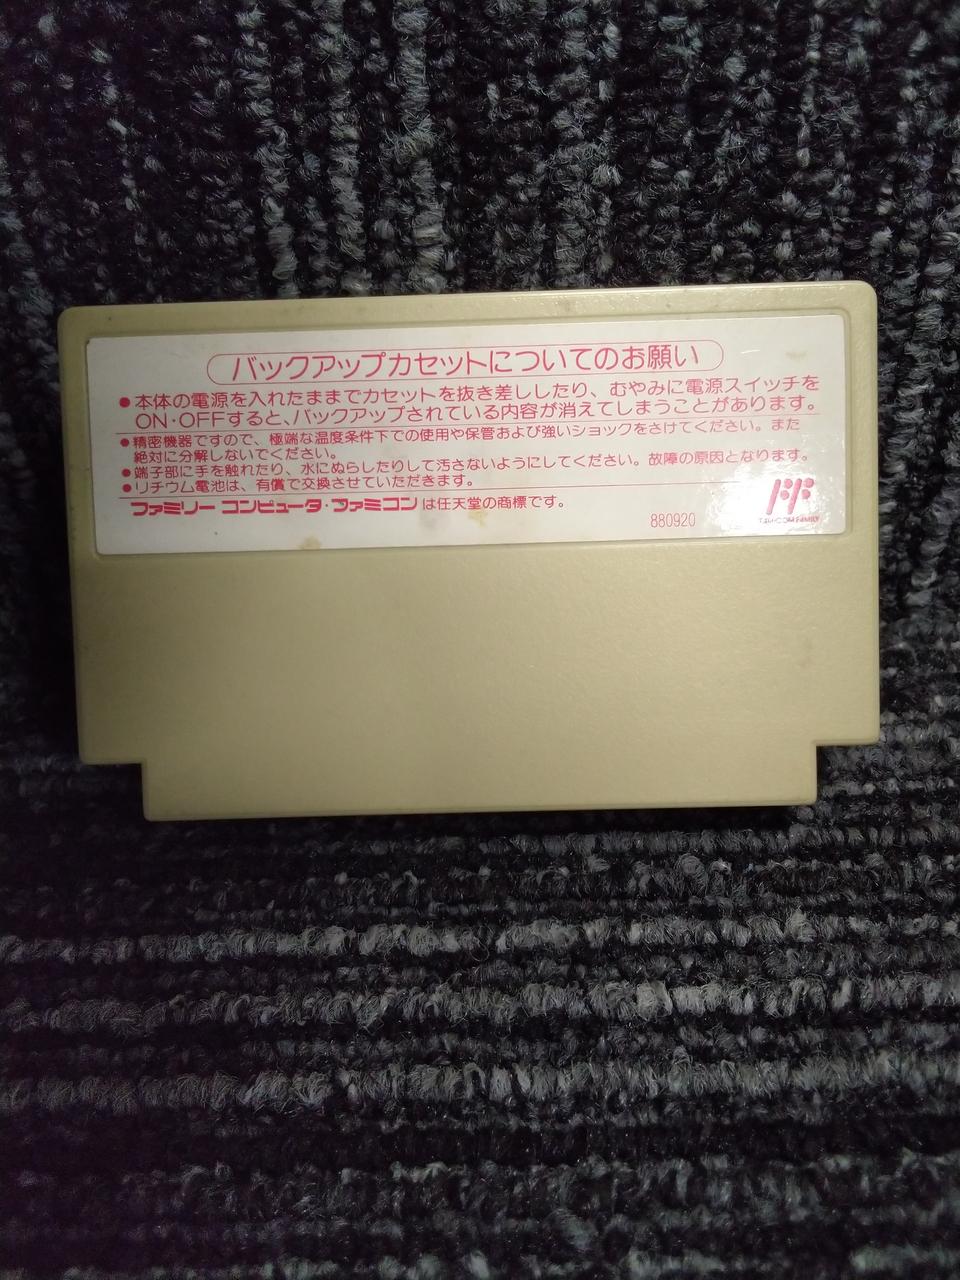 バックアップカセットについてのお願い
●本体の電源を入れたままでカセットを抜き差ししたり、むやみに電源スイッチを
ON・OFFすると、バックアップされている内容が消えてしまうことがあります。
●精密機器ですので、極端な温度条件下での使用や保管および強いショックをさけてください。また
絶対に分解しないでください。
●端子部に手を触れたり、水にぬらしたりして汚さないようにしてください。故障の原因となります。
●リチウム電池は、有償で交換させていただきます。
ファミリー コンピュータ・ファミコンは任天堂の商標です。
880920
FF
FAMICOM FAMILY